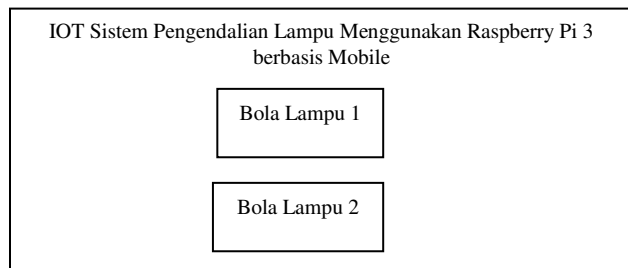 IOT Sistem Pengendalian Lampu Menggunakan Raspberry Pi 3
berbasis Mobile
Bola Lampu 1
Bola Lampu 2